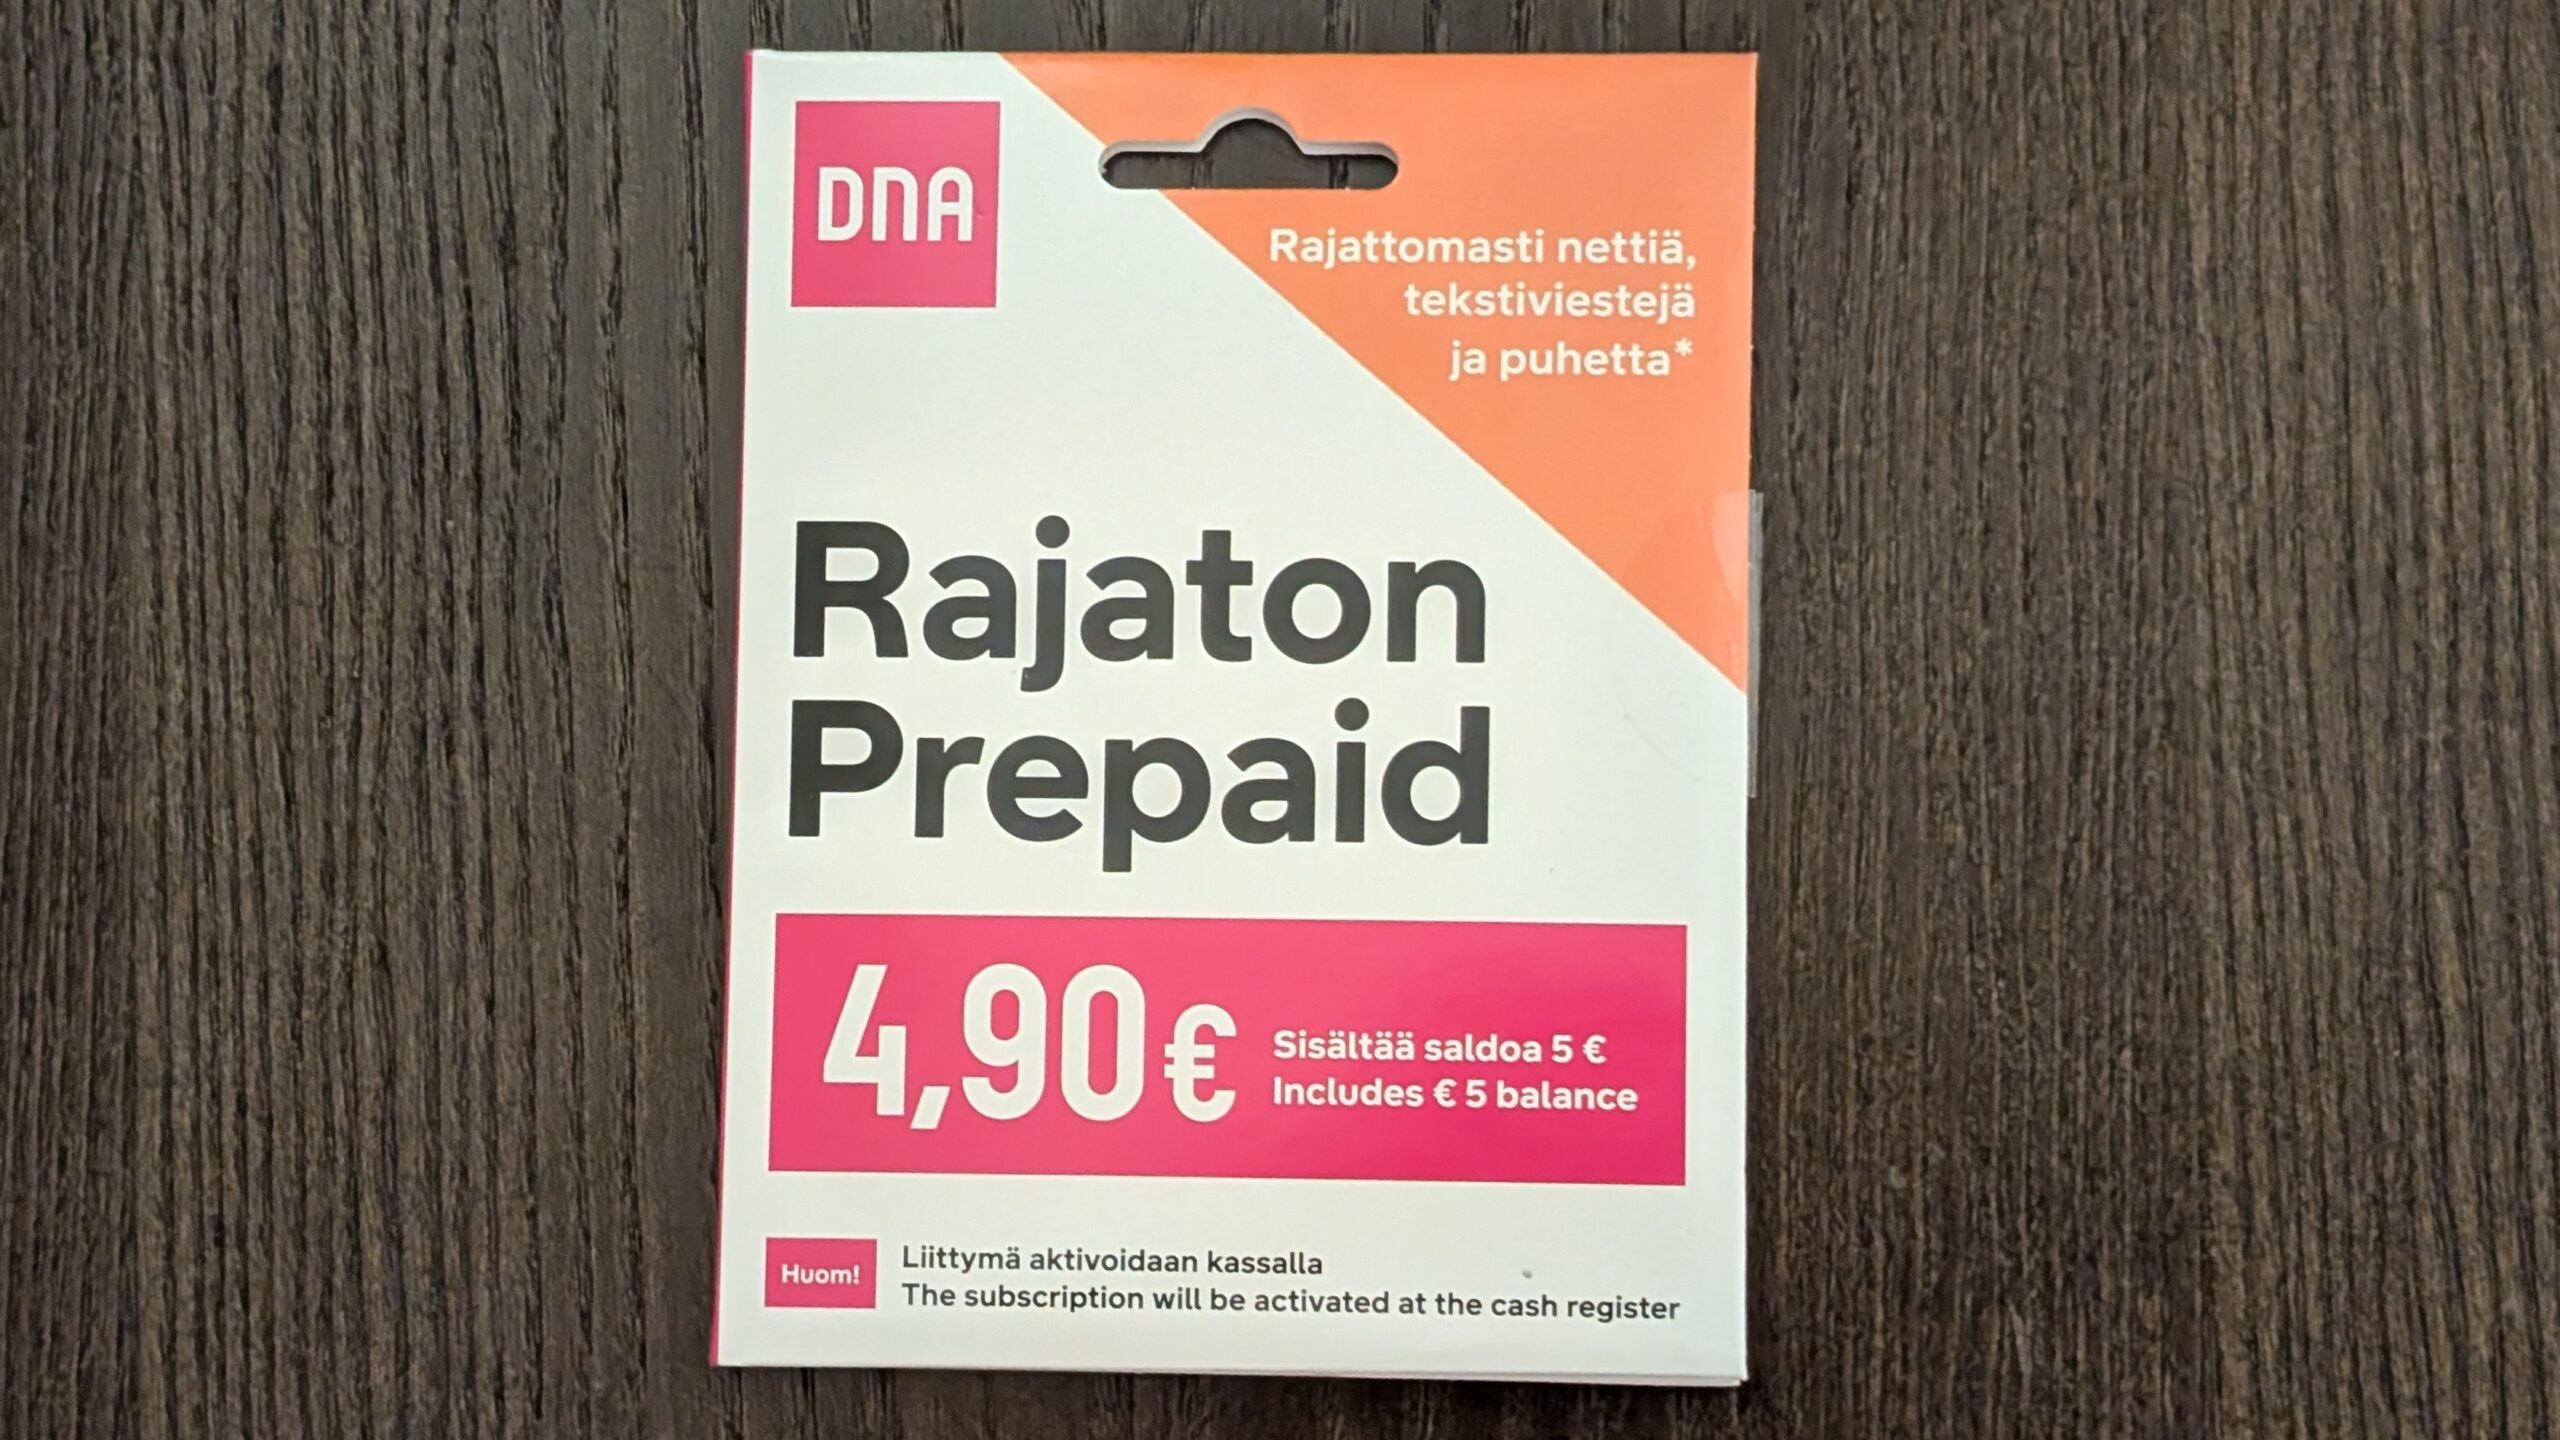 DNA
Rajattomasti nettiä,
tekstiviestejä
ja puhetta*
Rajaton
Prepaid
4,90 €
Sisältää saldoa 5 €
Includes € 5 balance
Huom!
Liittymä aktivoidaan kassalla
The subscription will be activated at the cash register